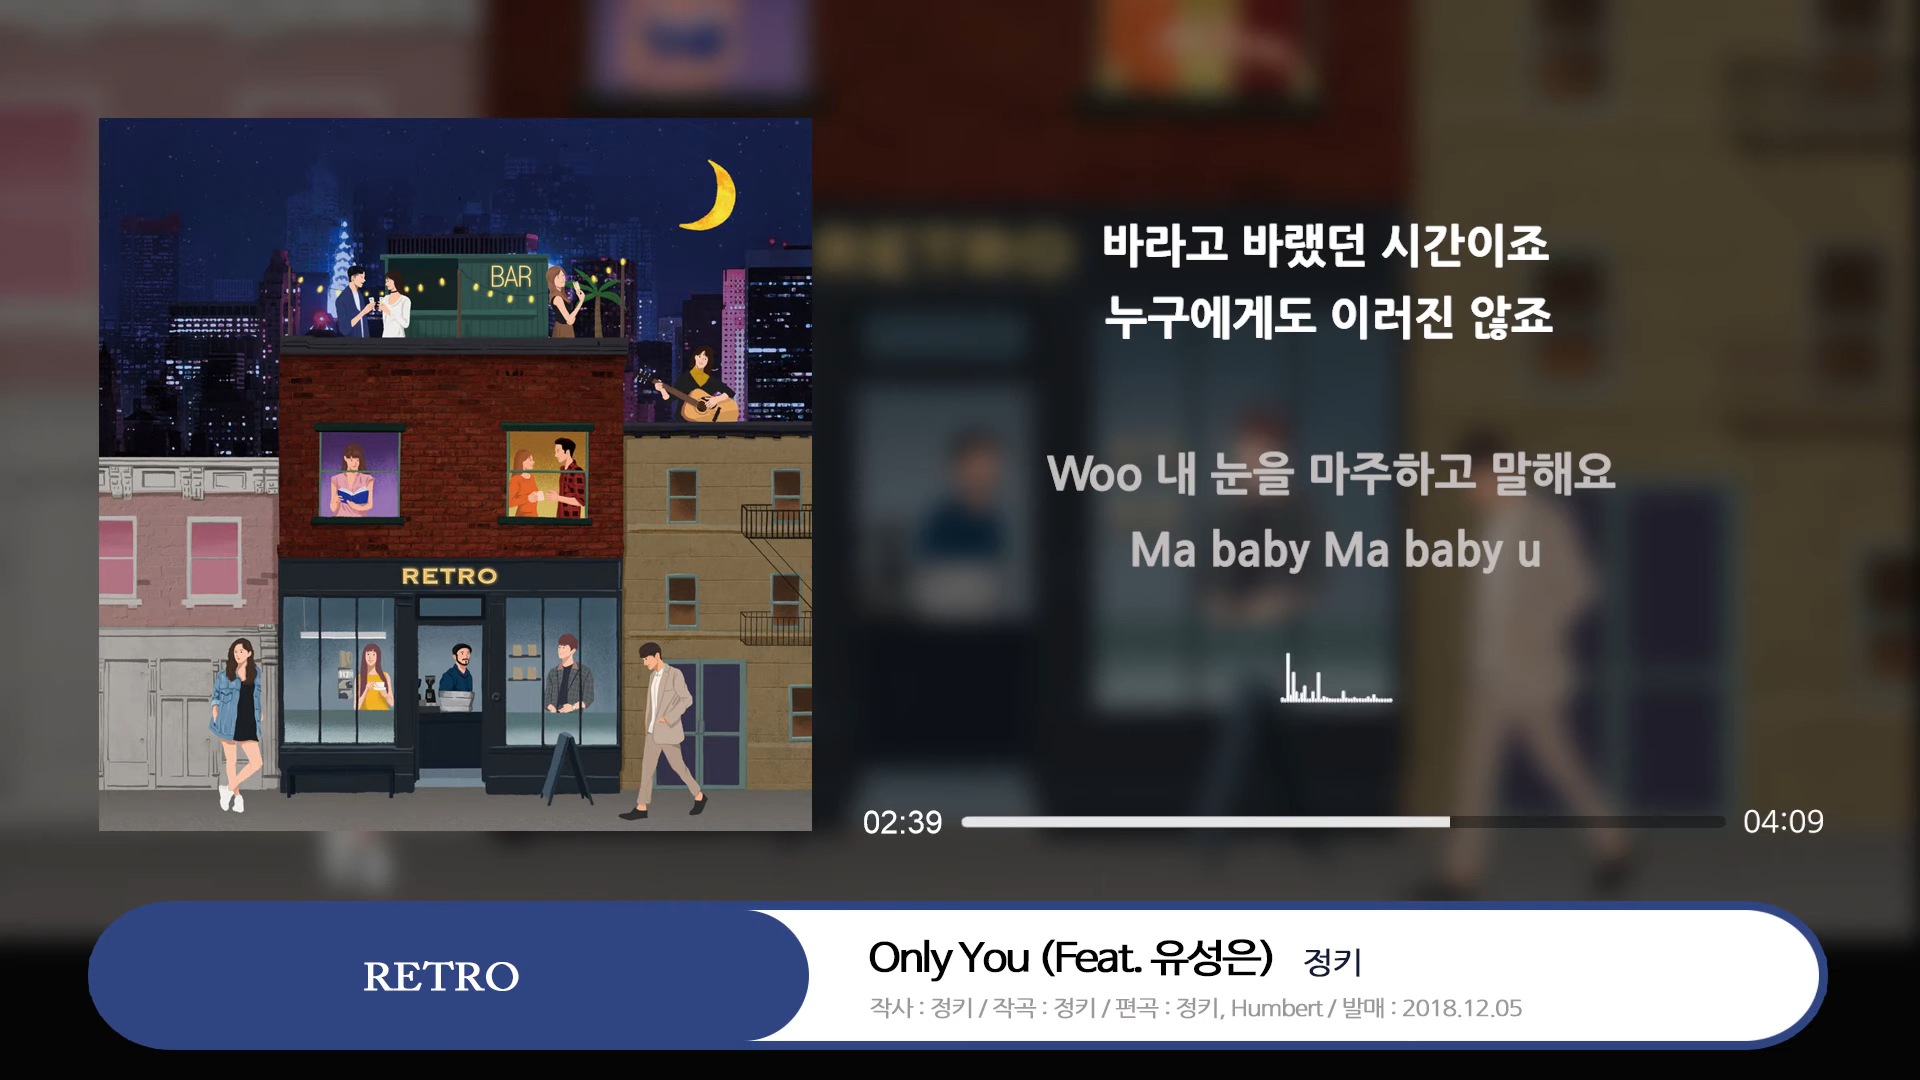 BAR
RETRO
바라고 바랬던 시간이죠
누구에게도 이러진 않죠
Woo 내 눈을 마주하고 말해요
Ma baby Ma baby u
02:39
04:09
RETRO
Only You (Feat. 유성은) 정키
작사 : 정키 / 작곡 : 정키 / 편곡 : 정키, Humbert / 발매 : 2018.12.05